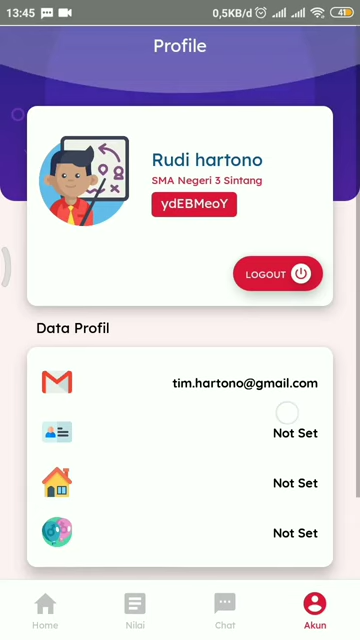 13:45
0,5KB/d
41
Profile
Rudi hartono
SMA Negeri 3 Sintang
ydEBMeoY
LOGOUT
Data Profil
tim.hartono@gmail.com
Not Set
Not Set
Not Set
Home
Nilai
Chat
Akun